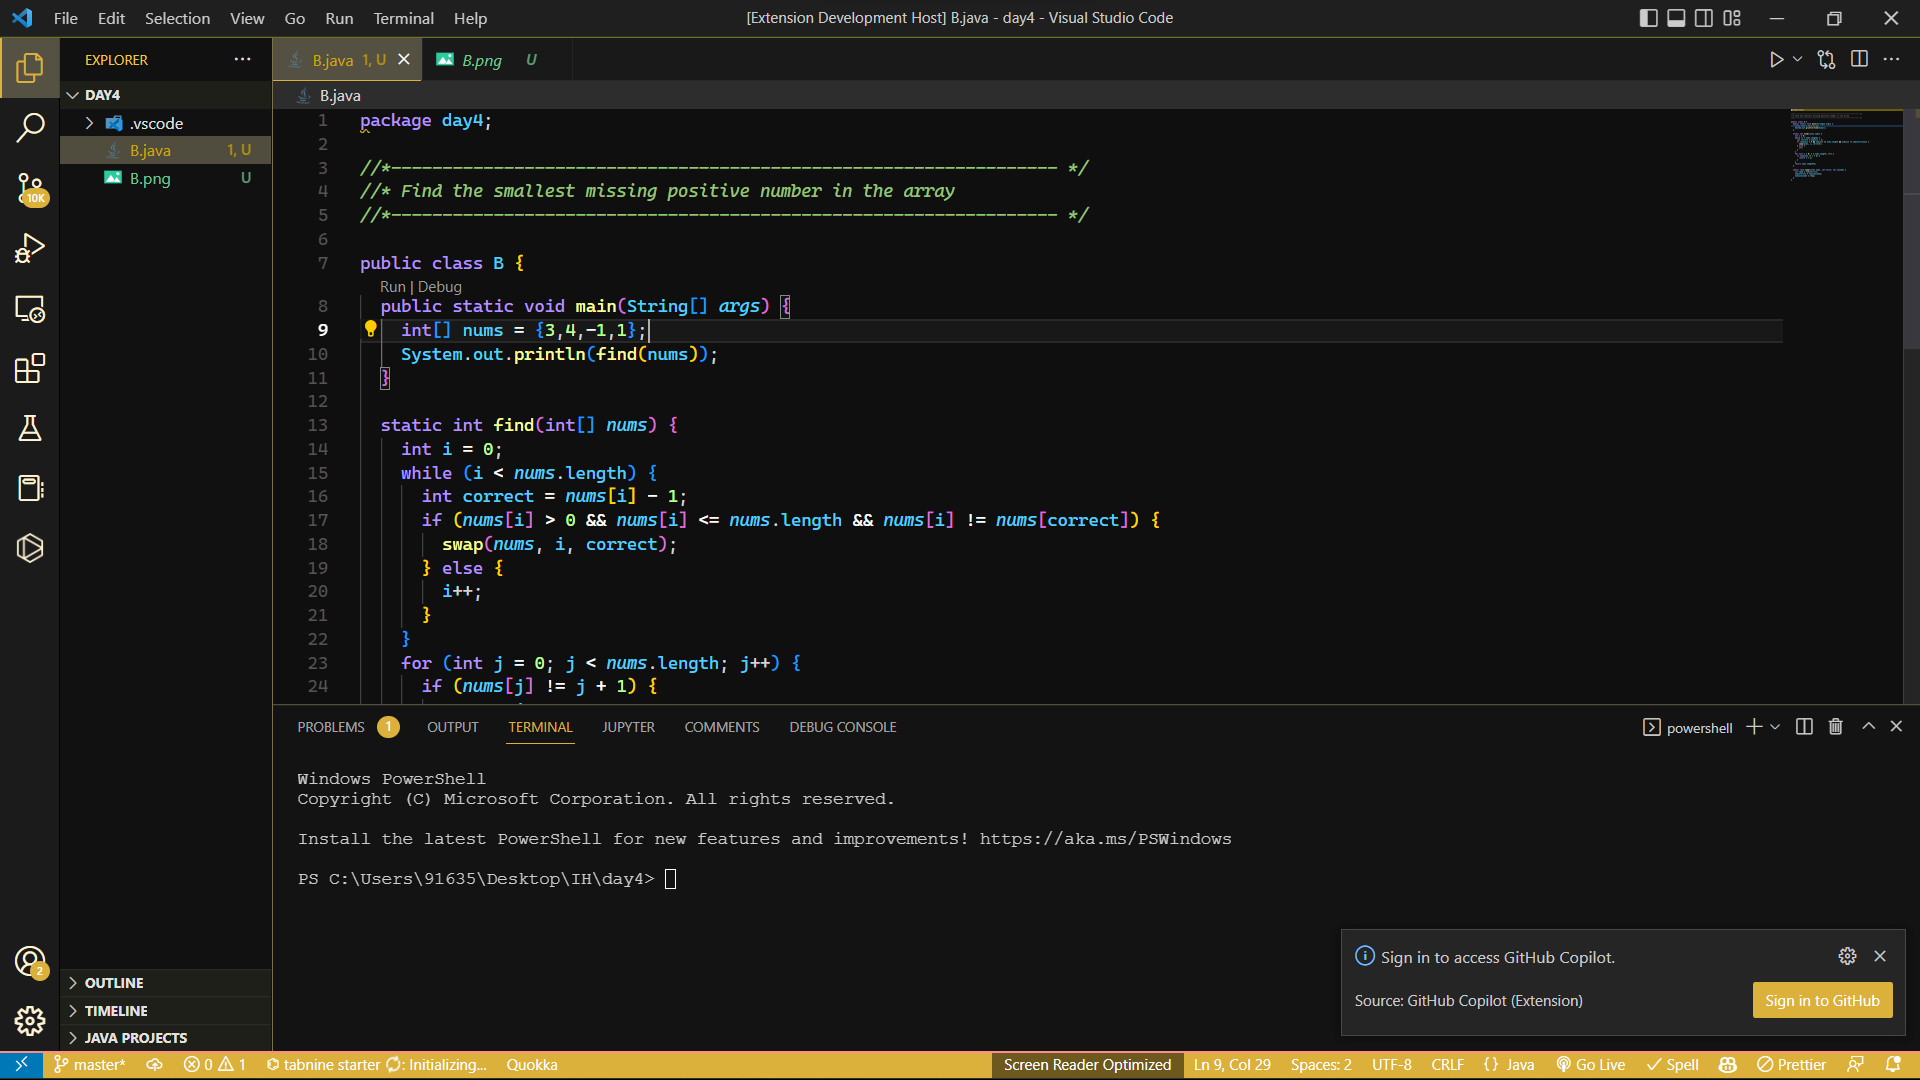 File Edit Selection View Go Run Terminal Help
[Extension Development Host] B.java - day4 - Visual Studio Code
EXPLORER
B.java 1, U
B.png U
DAY4
.vscode
B.java 1, U
B.png U
10K
B.java
1 package day4;
2
3 //*----------------------------------------------------------------- */
4 //* Find the smallest missing positive number in the array
5 //*----------------------------------------------------------------- */
6
7 public class B {
Run | Debug
8 public static void main(String[] args) {
9 int[] nums = {3,4,-1,1};
10 System.out.println(find(nums));
11 }
12
13 static int find(int[] nums) {
14 int i = 0;
15 while (i < nums.length) {
16 int correct = nums[i] - 1;
17 if (nums[i] > 0 && nums[i] <= nums.length && nums[i] != nums[correct]) {
18 swap(nums, i, correct);
19 } else {
20 i++;
21 }
22 }
23 for (int j = 0; j < nums.length; j++) {
24 if (nums[j] != j + 1) {
PROBLEMS 1 OUTPUT TERMINAL JUPYTER COMMENTS DEBUG CONSOLE
powershell
Windows PowerShell
Copyright (C) Microsoft Corporation. All rights reserved.
Install the latest PowerShell for new features and improvements! https://aka.ms/PSWindows
PS C:\Users\91635\Desktop\IH\day4>
2
OUTLINE
TIMELINE
JAVA PROJECTS
Sign in to access GitHub Copilot.
Source: GitHub Copilot (Extension)
Sign in to GitHub
master* 0 1 tabnine starter : Initializing... Quokka
Screen Reader Optimized Ln 9, Col 29 Spaces: 2 UTF-8 CRLF {} Java Go Live Spell Prettier